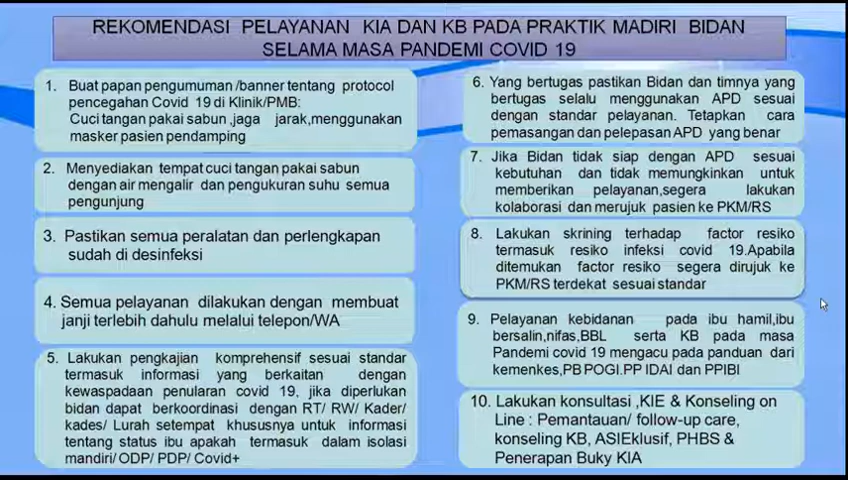 REKOMENDASI PELAYANAN KIA DAN KB PADA PRAKTIK MADIRI BIDAN
SELAMA MASA PANDEMI COVID 19
1. Buat papan pengumuman /banner tentang protocol
pencegahan Covid 19 di Klinik/PMB:
Cuci tangan pakai sabun ,jaga jarak,menggunakan
masker pasien pendamping
2. Menyediakan tempat cuci tangan pakai sabun
dengan air mengalir dan pengukuran suhu semua
pengunjung
3. Pastikan semua peralatan dan perlengkapan
sudah di desinfeksi
4. Semua pelayanan dilakukan dengan membuat
janji terlebih dahulu melalui telepon/WA
5. Lakukan pengkajian komprehensif sesuai standar
termasuk informasi yang berkaitan dengan
kewaspadaan penularan covid 19, jika diperlukan
bidan dapat berkoordinasi dengan RT/ RW/ Kader/
kades/ Lurah setempat khususnya untuk informasi
tentang status ibu apakah termasuk dalam isolasi
mandiri/ ODP/ PDP/ Covid+
6. Yang bertugas pastikan Bidan dan timnya yang
bertugas selalu menggunakan APD sesuai
dengan standar pelayanan. Tetapkan cara
pemasangan dan pelepasan APD yang benar
7. Jika Bidan tidak siap dengan APD sesuai
kebutuhan dan tidak memungkinkan untuk
memberikan pelayanan,segera lakukan
kolaborasi dan merujuk pasien ke PKM/RS
8. Lakukan skrining terhadap factor resiko
termasuk resiko infeksi covid 19.Apabila
ditemukan factor resiko segera dirujuk ke
PKM/RS terdekat sesuai standar
9. Pelayanan kebidanan pada ibu hamil,ibu
bersalin,nifas,BBL serta KB pada masa
Pandemi covid 19 mengacu pada panduan dari
kemenkes, PB POGI.PP IDAI dan PPIBI
10. Lakukan konsultasi ,KIE & Konseling on
Line : Pemantauan/ follow-up care,
konseling KB, ASIEklusif, PHBS &
Penerapan Buky KIA